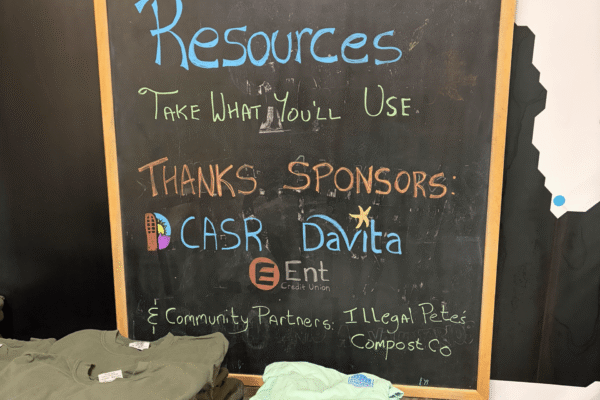 Resources
TAKE WHAT YOU'LL USE
THANKS SPONSORS:
CASR DaVita
Ent
Credit Union
& Community Partners: Illegal Pete's
Compost Co